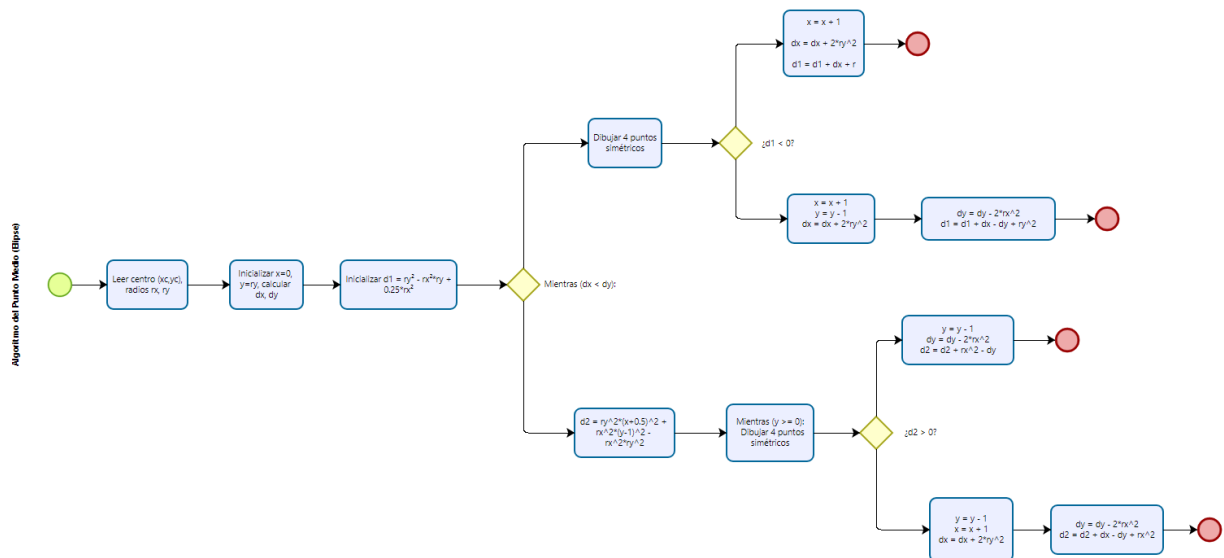 Algoritmo del Punto Medio (Elipse)
Leer centro (xc,yc),
radios rx, ry
Inicializar x=0,
y=ry, calcular
dx, dy
Inicializar d1 = ry² - rx²*ry +
0.25*rx²
Mientras (dx < dy):
Dibujar 4 puntos
simétricos
¿d1 < 0?
x = x + 1
dx = dx + 2*ry^2
d1 = d1 + dx + r
x = x + 1
y = y - 1
dx = dx + 2*ry^2
dy = dy - 2*rx^2
d1 = d1 + dx - dy + ry^2
d2 = ry^2*(x+0.5)^2 +
rx^2*(y-1)^2 -
rx^2*ry^2
Mientras (y >= 0):
Dibujar 4 puntos
simétricos
¿d2 > 0?
y = y - 1
dy = dy - 2*rx^2
d2 = d2 + rx^2 - dy
y = y - 1
x = x + 1
dx = dx + 2*ry^2
dy = dy - 2*rx^2
d2 = d2 + dx - dy + rx^2